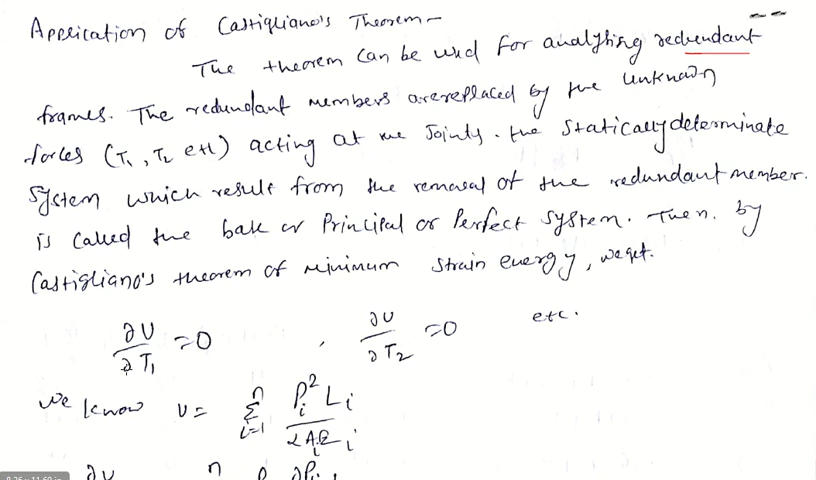 Application of Castigliano's Theorem-
The theorem can be used for analysing redundant
frames. The redundant members are replaced by the unknown
forces (T1, T2 etc) acting at the Joints. the statically determinate
system which result from the removal of the redundant member.
is called the base or Principal or Perfect system. Then. by
Castigliano's theorem of minimum strain energy, we get.
∂U/∂T1 = 0 , ∂U/∂T2 = 0 etc.
We know U = n Σ i=1 Pi² Li / 2AiEi
∂U n ∂Pi